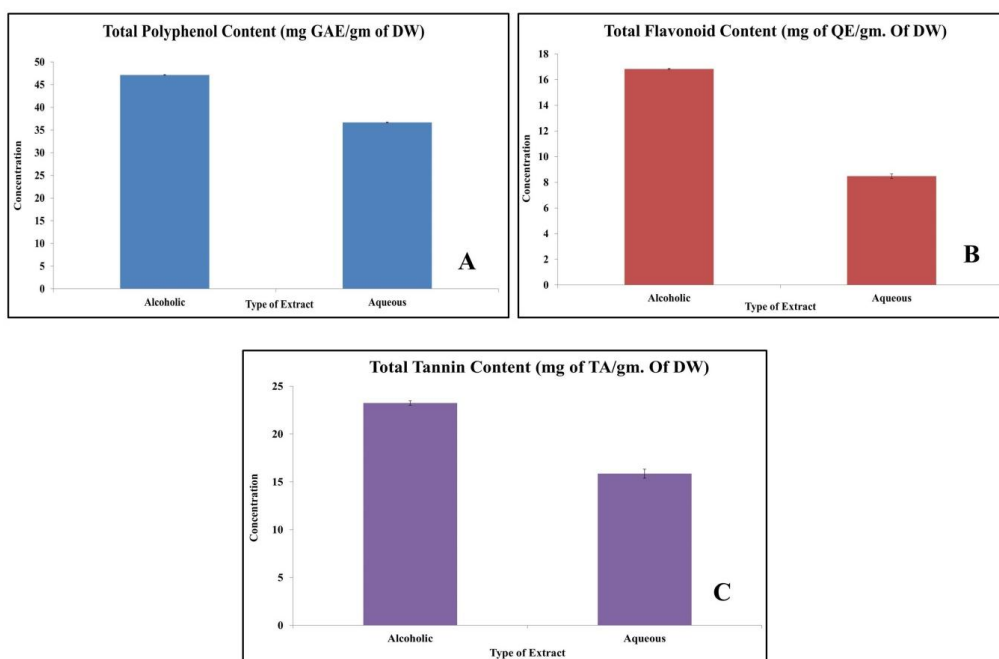 Total Polyphenol Content (mg GAE/gm of DW)
50
45
40
35
30
25
20
15
10
5
0
Concentration
Alcoholic
Aqueous
Type of Extract
A
Total Flavonoid Content (mg of QE/gm. Of DW)
18
16
14
12
10
8
6
4
2
0
Concentration
Alcoholic
Aqueous
Type of Extract
B
Total Tannin Content (mg of TA/gm. Of DW)
25
20
15
10
5
0
Concentration
Alcoholic
Aqueous
Type of Extract
C